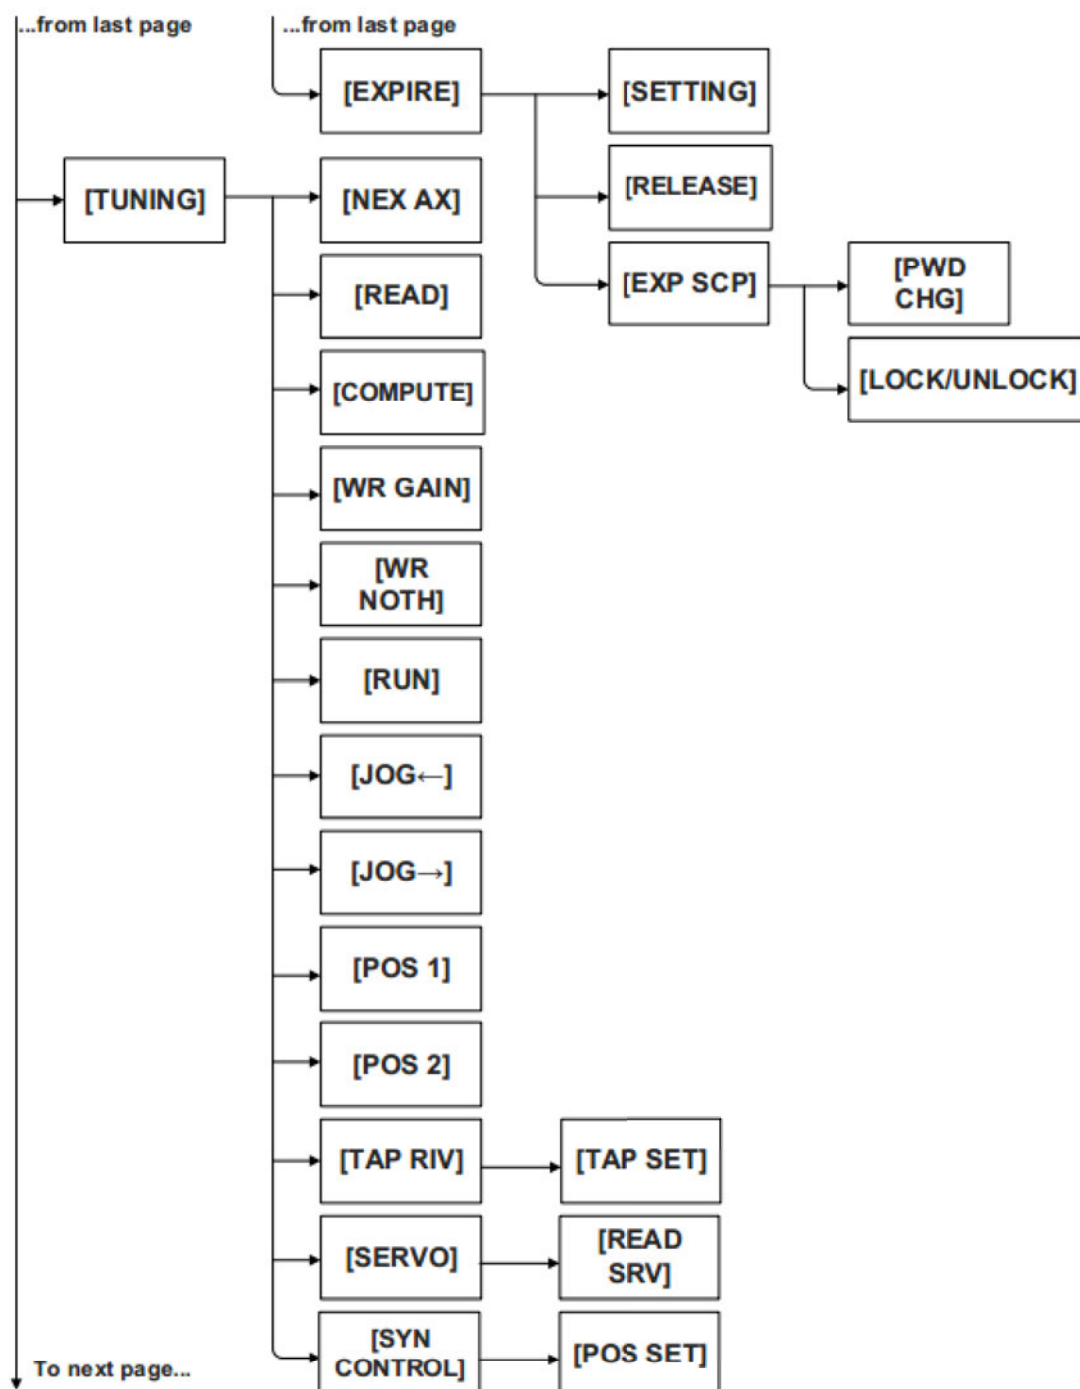 ...from last page
...from last page
[EXPIRE]
[SETTING]
[RELEASE]
[TUNING]
[NEX AX]
[EXP SCP]
[PWD
CHG]
[READ]
[LOCK/UNLOCK]
[COMPUTE]
[WR GAIN]
[WR
NOTH]
[RUN]
[JOG←]
[JOG→]
[POS 1]
[POS 2]
[TAP RIV]
[TAP SET]
[SERVO]
[READ
SRV]
[SYN
CONTROL]
[POS SET]
To next page...